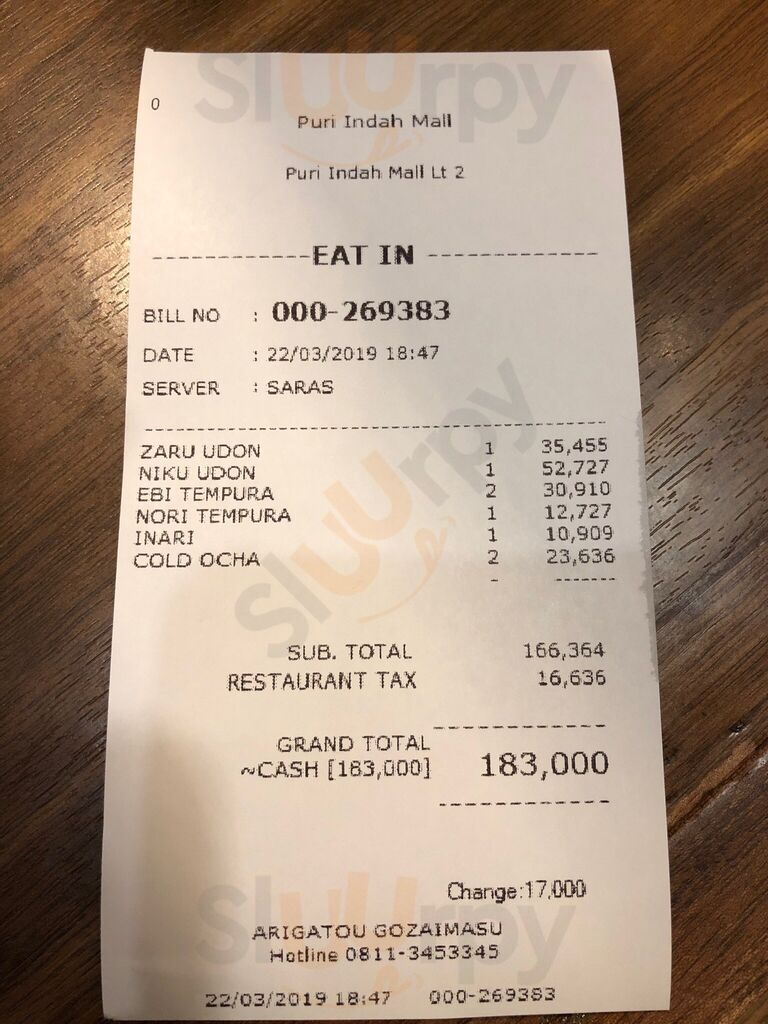 0
Puri Indah Mall
Puri Indah Mall Lt 2
------------EAT IN -------------
BILL NO : 000-269383
DATE : 22/03/2019 18:47
SERVER : SARAS
ZARU UDON 1 35,455
NIKU UDON 1 52,727
EBI TEMPURA 2 30,910
NORI TEMPURA 1 12,727
INARI 1 10,909
COLD OCHA 2 23,636
- -------
SUB. TOTAL 166,364
RESTAURANT TAX 16,636
GRAND TOTAL
~CASH [183,000] 183,000
Change:17,000
ARIGATOU GOZAIMASU
Hotline 0811-3453345
22/03/2019 18:47 000-269383
Sluurpy
Sluurpy
Sluurpy